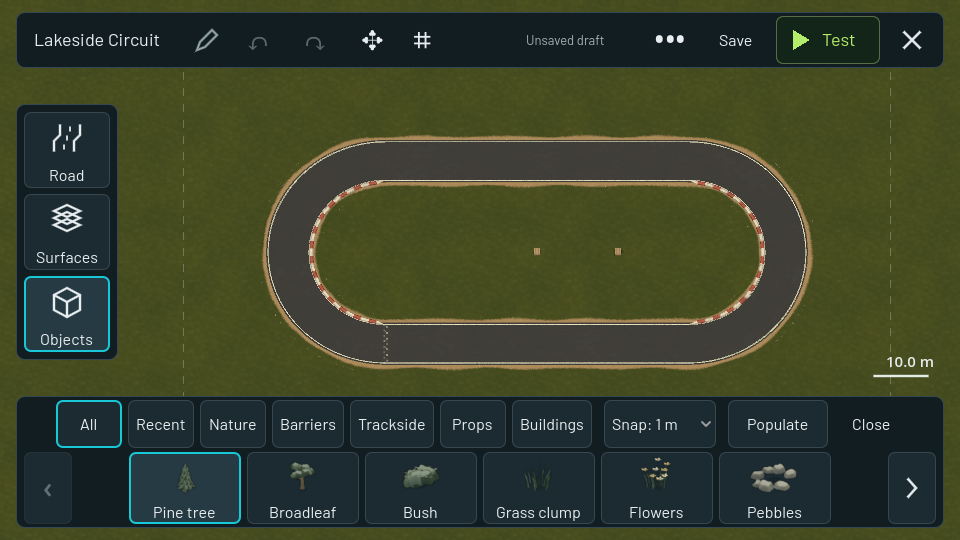 Lakeside Circuit
Unsaved draft
Save
Test
Road
Surfaces
Objects
10.0 m
All
Recent
Nature
Barriers
Trackside
Props
Buildings
Snap: 1 m
Populate
Close
Pine tree
Broadleaf
Bush
Grass clump
Flowers
Pebbles